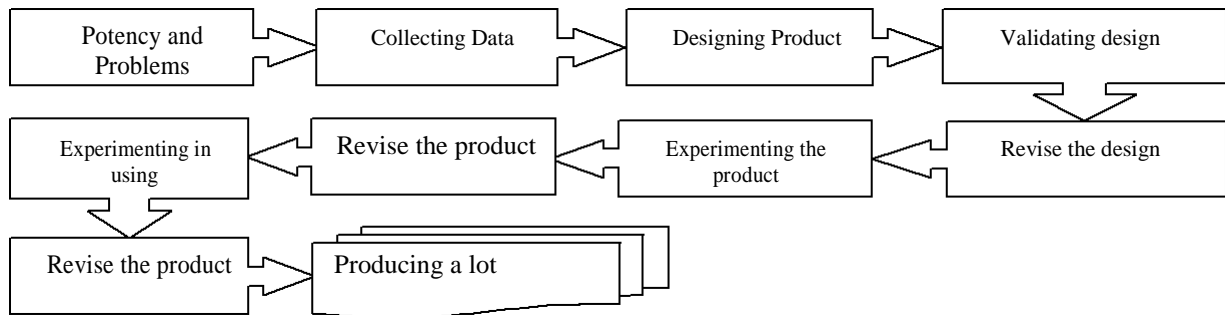 Potency and
Problems
Collecting Data
Designing Product
Validating design
Revise the design
Experimenting the
product
Revise the product
Experimenting in
using
Revise the product
Producing a lot